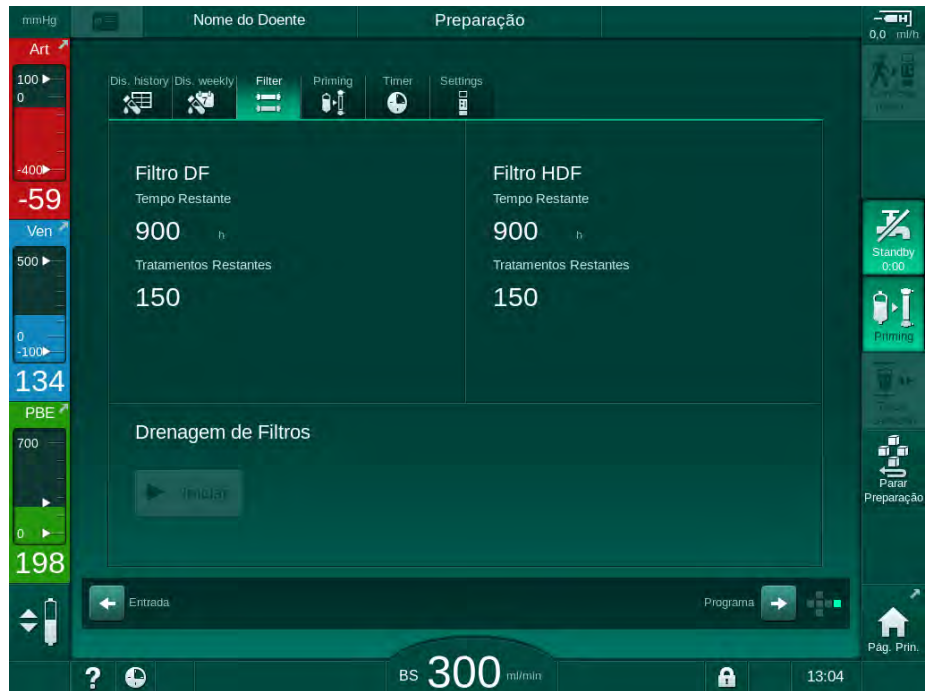 mmHg
Nome do Doente
Preparação
0,0 ml/h
Art
100
0
-400
-59
Ven
500
0
-100
134
PBE
700
0
198
Dis. history
Dis. weekly
Filter
Priming
Timer
Settings
Filtro DF
Tempo Restante
900 h
Tratamentos Restantes
150
Filtro HDF
Tempo Restante
900 h
Tratamentos Restantes
150
Drenagem de Filtros
Iniciar
Entrada
Programa
Standby
0:00
Priming
Parar
Preparação
Pág. Prin.
?
BS 300 ml/min
13:04